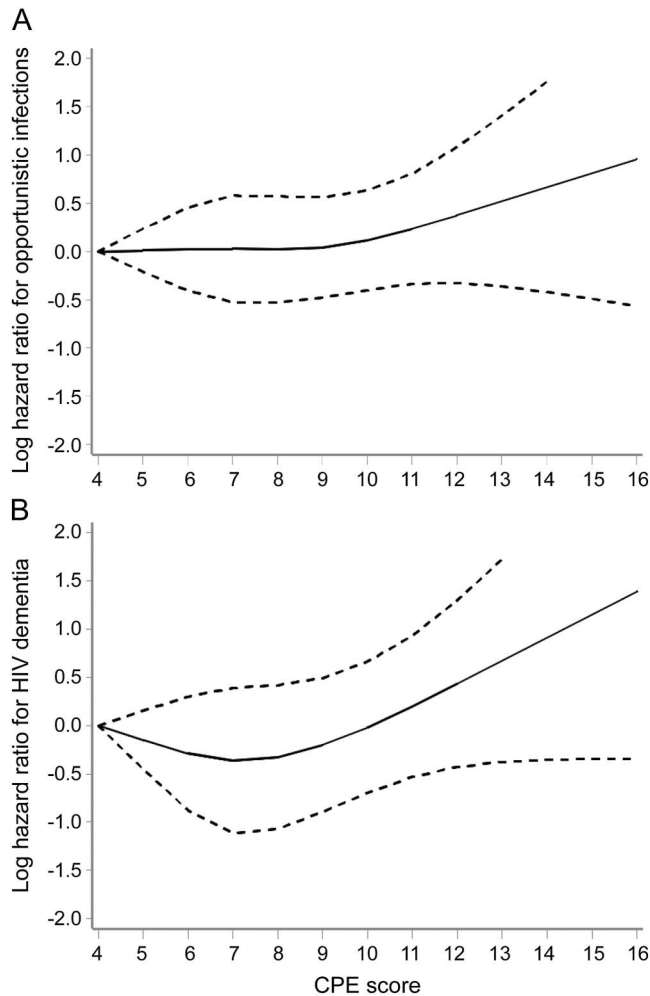 A
Log hazard ratio for opportunistic infections
2.0
1.5
1.0
0.5
0.0
-0.5
-1.0
-1.5
-2.0
4 5 6 7 8 9 10 11 12 13 14 15 16
B
Log hazard ratio for HIV dementia
2.0
1.5
1.0
0.5
0.0
-0.5
-1.0
-1.5
-2.0
4 5 6 7 8 9 10 11 12 13 14 15 16
CPE score